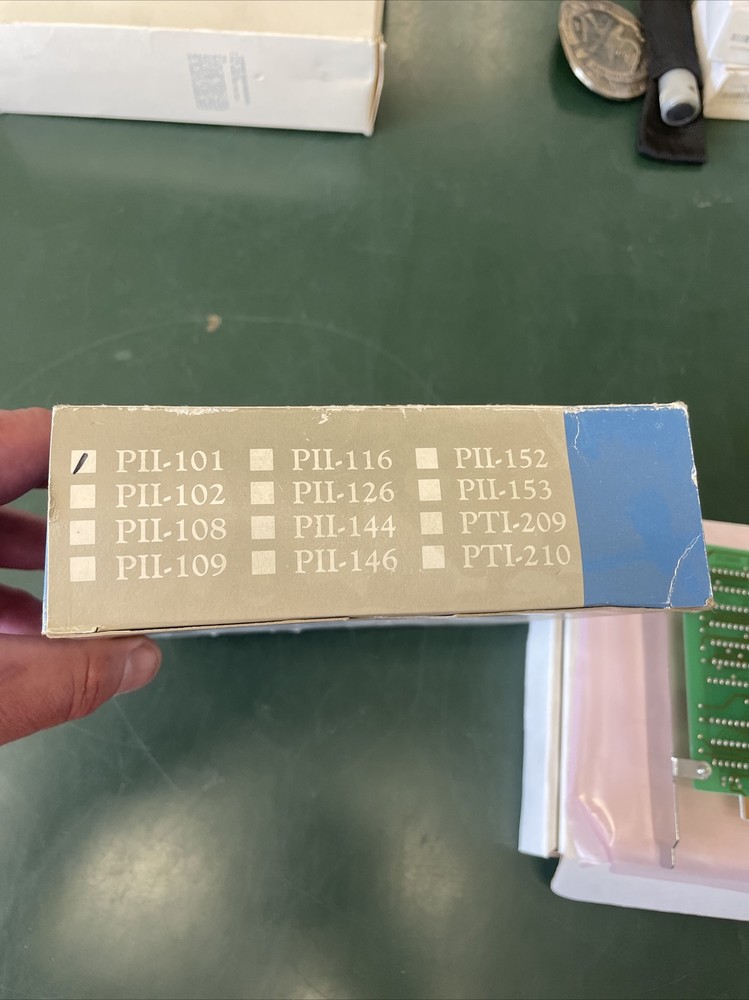 PII-101 PII-116 PII-152
PII-102 PII-126 PII-153
PII-108 PII-144 PTI-209
PII-109 PII-146 PTI-210